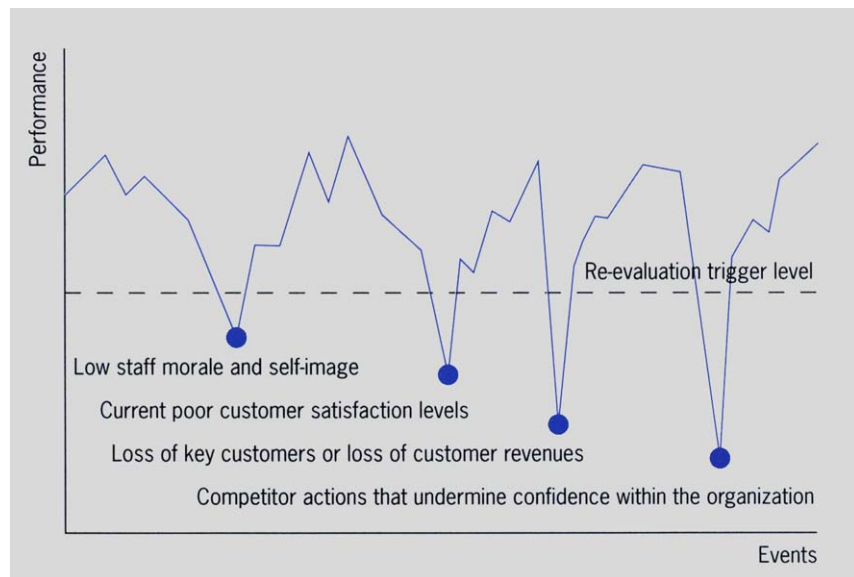 Performance
Re-evaluation trigger level
Low staff morale and self-image
Current poor customer satisfaction levels
Loss of key customers or loss of customer revenues
Competitor actions that undermine confidence within the organization
Events